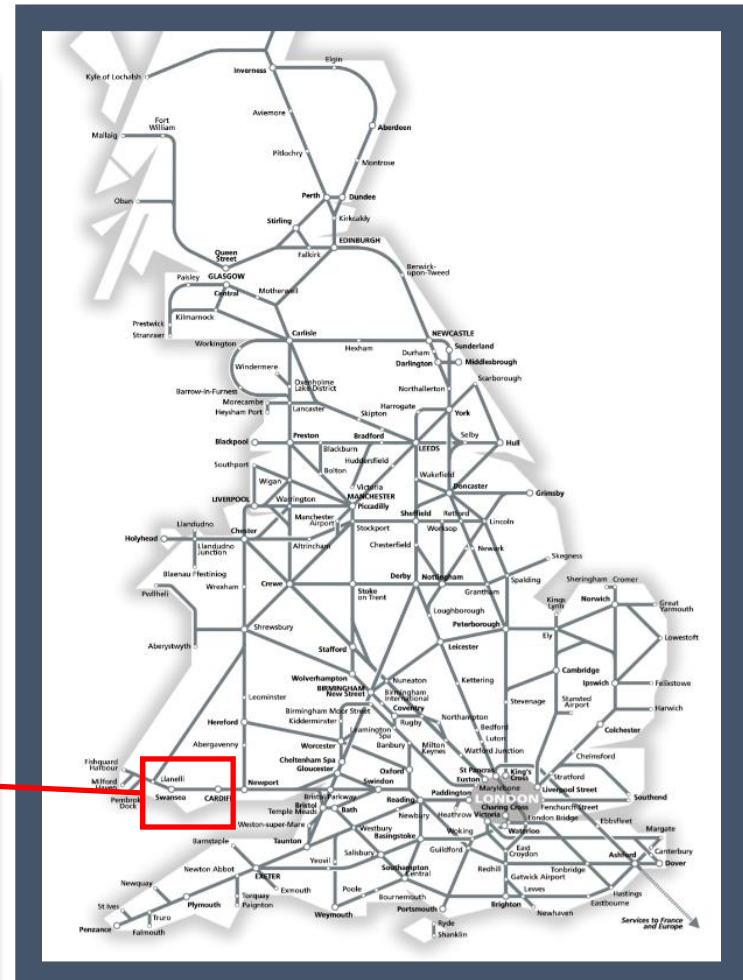 Elgin
Inverness
Kyle of Lochalsh
Aviemore
Fort
William
Aberdeen
Mallaig
Pitlochry
Montrose
Perth
Dundee
Oban
Kirkcaldy
Stirling
EDINBURGH
Queen
Street
Falkirk
Berwick-
upon-Tweed
Paisley
GLASGOW
Central
Motherwell
Kilmarnock
Prestwick
Stranraer
Carlisle
NEWCASTLE
Workington
Hexham
Sunderland
Durham
Darlington
Middlesbrough
Windermere
Scarborough
Oxenholme
Lake District
Barrow-in-Furness
Northallerton
Morecambe
Heysham Port
Lancaster
Harrogate
Skipton
York
Blackpool
Preston
Bradford
Selby
Hull
Blackburn
LEEDS
Southport
Huddersfield
Bolton
Wakefield
Wigan
Victoria
Doncaster
Grimsby
LIVERPOOL
Warrington
MANCHESTER
Piccadilly
Sheffield
Retford
Llandudno
Manchester
Airport
Stockport
Worksop
Lincoln
Holyhead
Chester
Llandudno
Junction
Altrincham
Chesterfield
Newark
Skegness
Blaenau Ffestiniog
Pwllheli
Wrexham
Crewe
Stoke
on Trent
Derby
Nottingham
Grantham
Spalding
Sheringham
Cromer
Kings
Lynn
Norwich
Great
Yarmouth
Loughborough
Shrewsbury
Peterborough
Ely
Lowestoft
Aberystwyth
Stafford
Leicester
Wolverhampton
BIRMINGHAM
New Street
Nuneaton
Kettering
Cambridge
Birmingham
International
Ipswich
Felixstowe
Leominster
Birmingham Moor Street
Coventry
Stansted
Airport
Stevenage
Kidderminster
Rugby
Northampton
Harwich
Hereford
Leamington
Spa
Bedford
Colchester
Worcester
Banbury
Milton
Keynes
Luton
Abergavenny
Watford Junction
Chelmsford
Cheltenham Spa
Gloucester
Oxford
St Pancras
King's
Cross
Stratford
Fishguard
Harbour
Llanelli
Euston
Milford
Haven
Swindon
Marylebone
Liverpool Street
Pembroke
Dock
Swansea
CARDIFF
Newport
Bristol Parkway
Reading
Paddington
LONDON
Southend
Bristol
Temple Meads
Bath
Newbury
Heathrow
Victoria
Charing Cross
Fenchurch Street
London Bridge
Weston-super-Mare
Westbury
Basingstoke
Woking
Waterloo
Ebbsfleet
Margate
Barnstaple
Taunton
Salisbury
Guildford
East
Croydon
Canterbury
Newton Abbot
Yeovil
Southampton
Central
Redhill
Tonbridge
Ashford
Dover
EXETER
Gatwick Airport
Newquay
Exmouth
Poole
Lewes
Hastings
St Ives
Plymouth
Torquay
Paignton
Bournemouth
Eastbourne
Truro
Weymouth
Portsmouth
Brighton
Newhaven
Penzance
Falmouth
Ryde
Shanklin
Services to France
and Europe